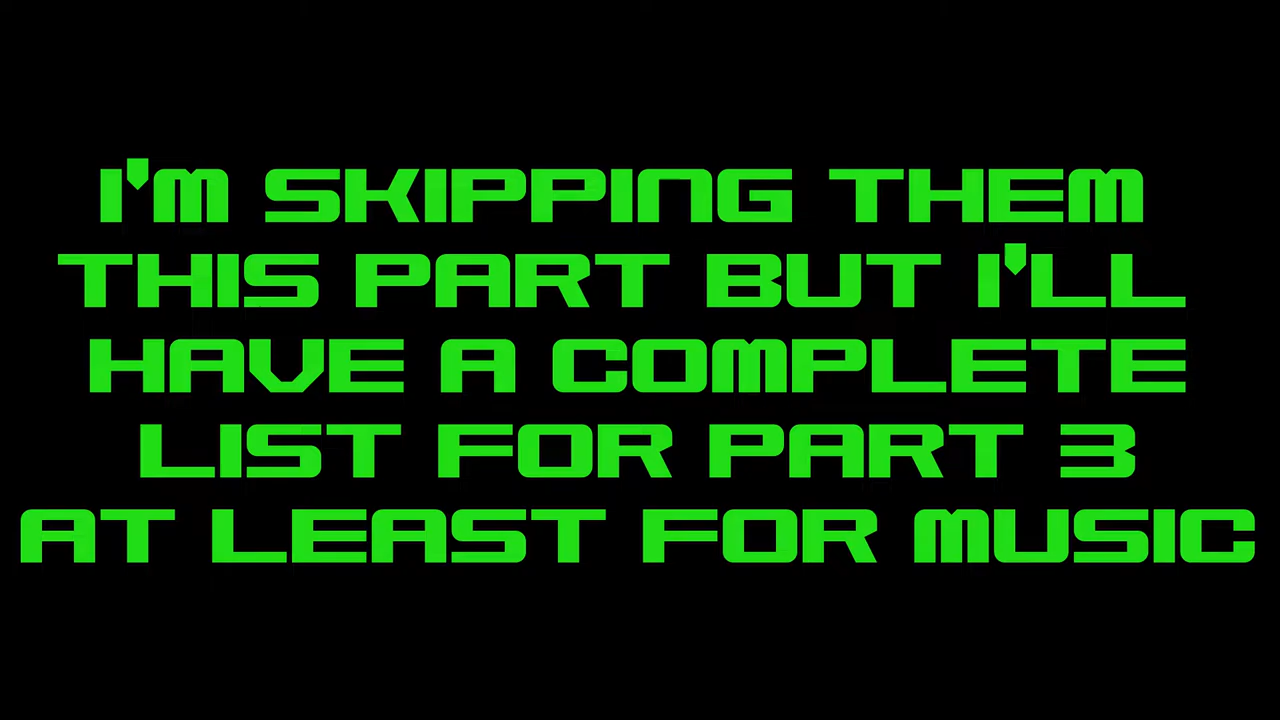 I'M SKIPPING THEM
THIS PART BUT I'LL
HAVE A COMPLETE
LIST FOR PART 3
AT LEAST FOR MUSIC